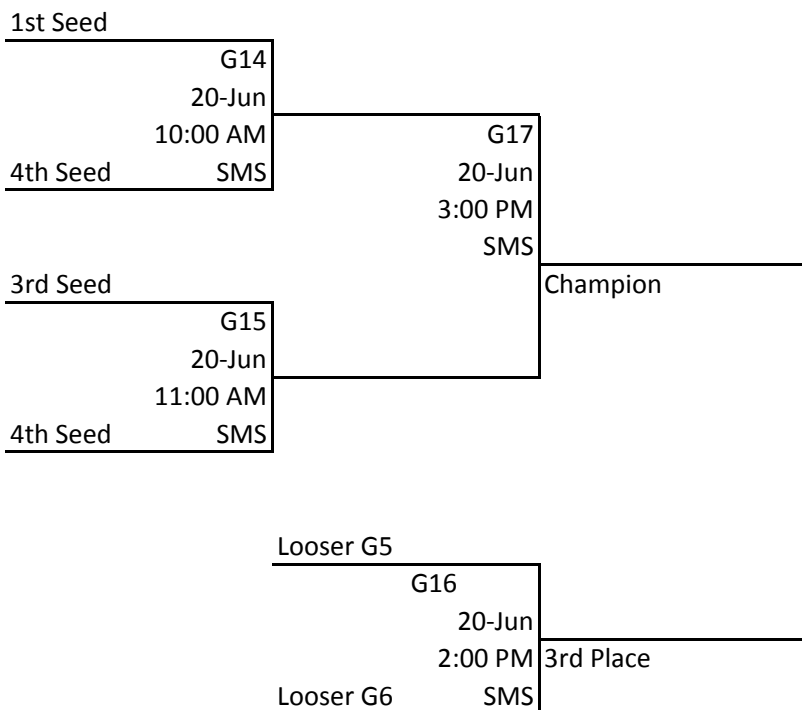 1st Seed
G14
20-Jun
10:00 AM
G17
4th Seed SMS
20-Jun
3:00 PM
SMS
3rd Seed
Champion
G15
20-Jun
11:00 AM
4th Seed SMS
Looser G5
G16
20-Jun
2:00 PM 3rd Place
Looser G6 SMS